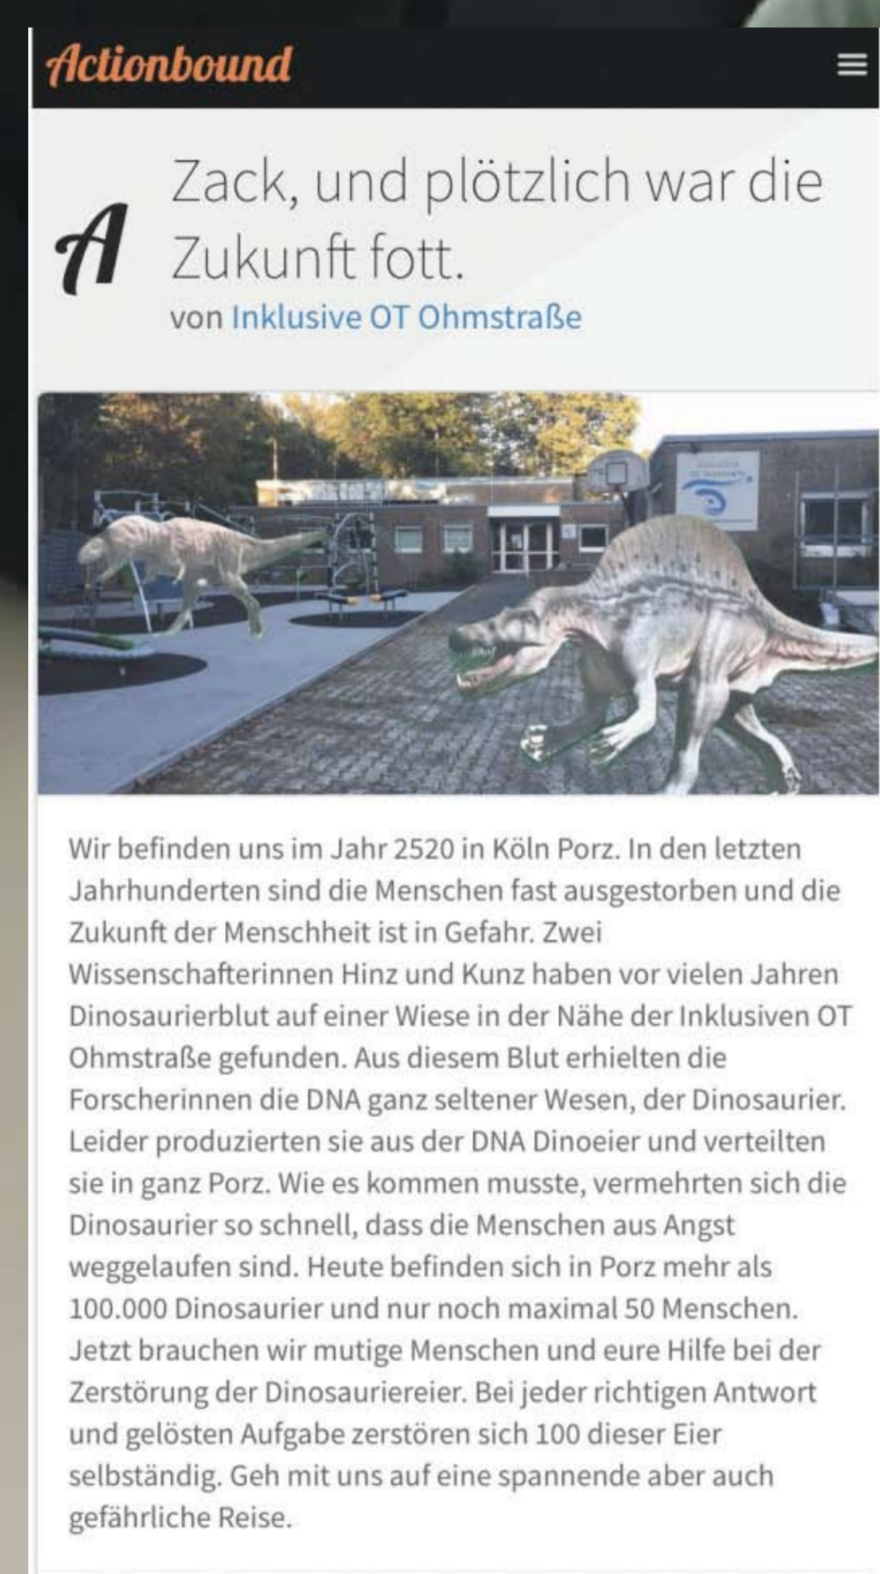 Actionbound
A
Zack, und plötzlich war die
Zukunft fott.
von Inklusive OT Ohmstraße
Wir befinden uns im Jahr 2520 in Köln Porz. In den letzten
Jahrhunderten sind die Menschen fast ausgestorben und die
Zukunft der Menschheit ist in Gefahr. Zwei
Wissenschafterinnen Hinz und Kunz haben vor vielen Jahren
Dinosaurierblut auf einer Wiese in der Nähe der Inklusiven OT
Ohmstraße gefunden. Aus diesem Blut erhielten die
Forscherinnen die DNA ganz seltener Wesen, der Dinosaurier.
Leider produzierten sie aus der DNA Dinoeier und verteilten
sie in ganz Porz. Wie es kommen musste, vermehrten sich die
Dinosaurier so schnell, dass die Menschen aus Angst
weggelaufen sind. Heute befinden sich in Porz mehr als
100.000 Dinosaurier und nur noch maximal 50 Menschen.
Jetzt brauchen wir mutige Menschen und eure Hilfe bei der
Zerstörung der Dinosauriereier. Bei jeder richtigen Antwort
und gelösten Aufgabe zerstören sich 100 dieser Eier
selbständig. Geh mit uns auf eine spannende aber auch
gefährliche Reise.